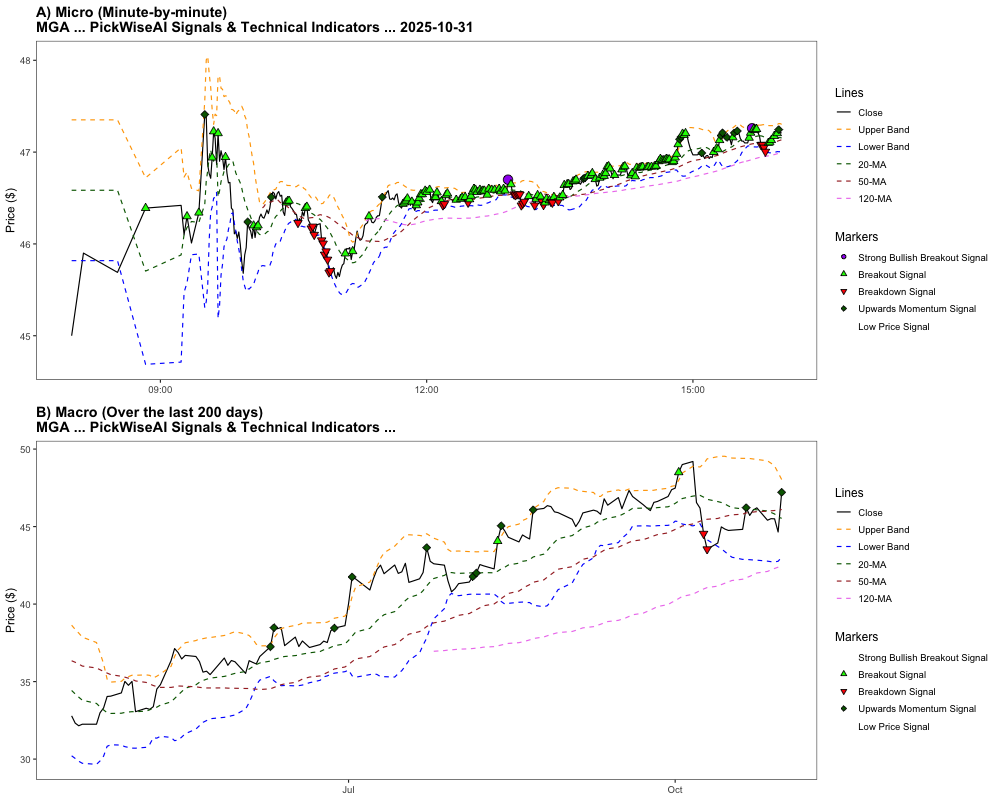 A) Micro (Minute-by-minute)
MGA ... PickWiseAI Signals & Technical Indicators ... 2025-10-31
48
47
46
45
Price ($)
09:00
12:00
15:00
Lines
Close
Upper Band
Lower Band
20-MA
50-MA
120-MA
Markers
Strong Bullish Breakout Signal
Breakout Signal
Breakdown Signal
Upwards Momentum Signal
Low Price Signal
B) Macro (Over the last 200 days)
MGA ... PickWiseAI Signals & Technical Indicators ...
50
45
40
35
30
Price ($)
Jul
Oct
Lines
Close
Upper Band
Lower Band
20-MA
50-MA
120-MA
Markers
Strong Bullish Breakout Signal
Breakout Signal
Breakdown Signal
Upwards Momentum Signal
Low Price Signal